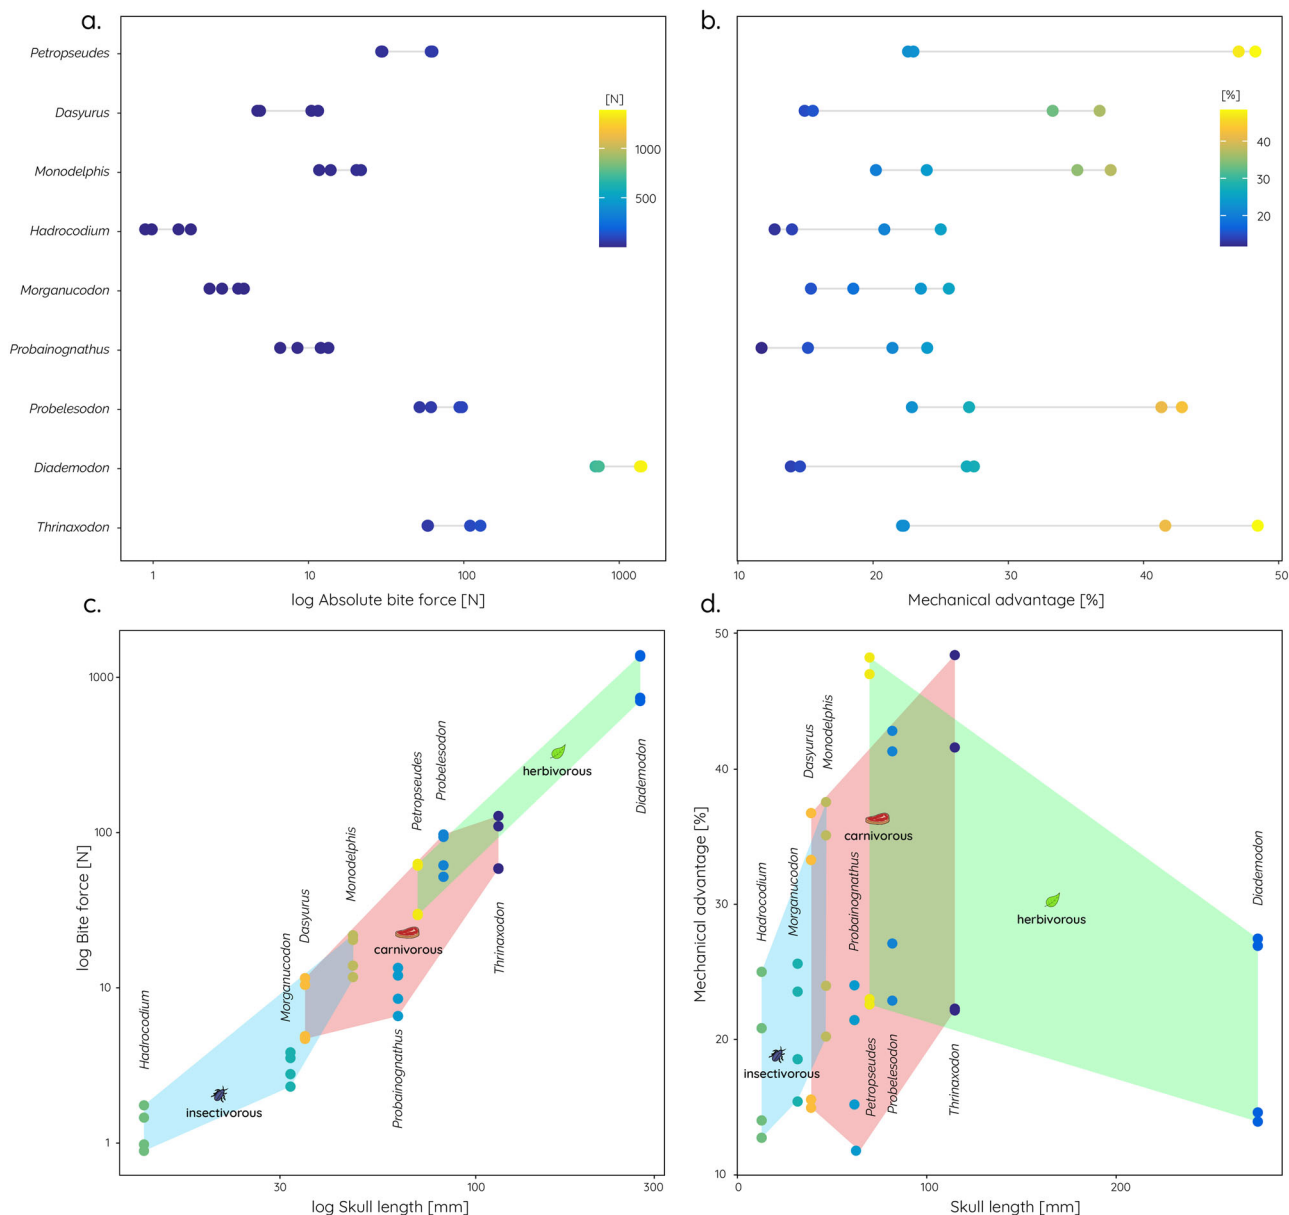 a.
Petropseudes
Dasyurus
Monodelphis
Hadrocodium
Morganucodon
Probainognathus
Probelesodon
Diademodon
Thrinaxodon
[N]
1000
500
1 10 100 1000
log Absolute bite force [N]
b.
[%]
40
30
20
10 20 30 40 50
Mechanical advantage [%]
c.
log Bite force [N]
1000
100
10
1
Hadrocodium
Morganucodon
Dasyurus
Monodelphis
Probainognathus
Petropseudes
Probelesodon
Thrinaxodon
Diademodon
insectivorous
carnivorous
herbivorous
30 100 300
log Skull length [mm]
d.
Mechanical advantage [%]
50
40
30
20
10
Hadrocodium
Morganucodon
Dasyurus
Monodelphis
Probainognathus
Petropseudes
Probelesodon
Thrinaxodon
Diademodon
insectivorous
carnivorous
herbivorous
0 100 200
Skull length [mm]